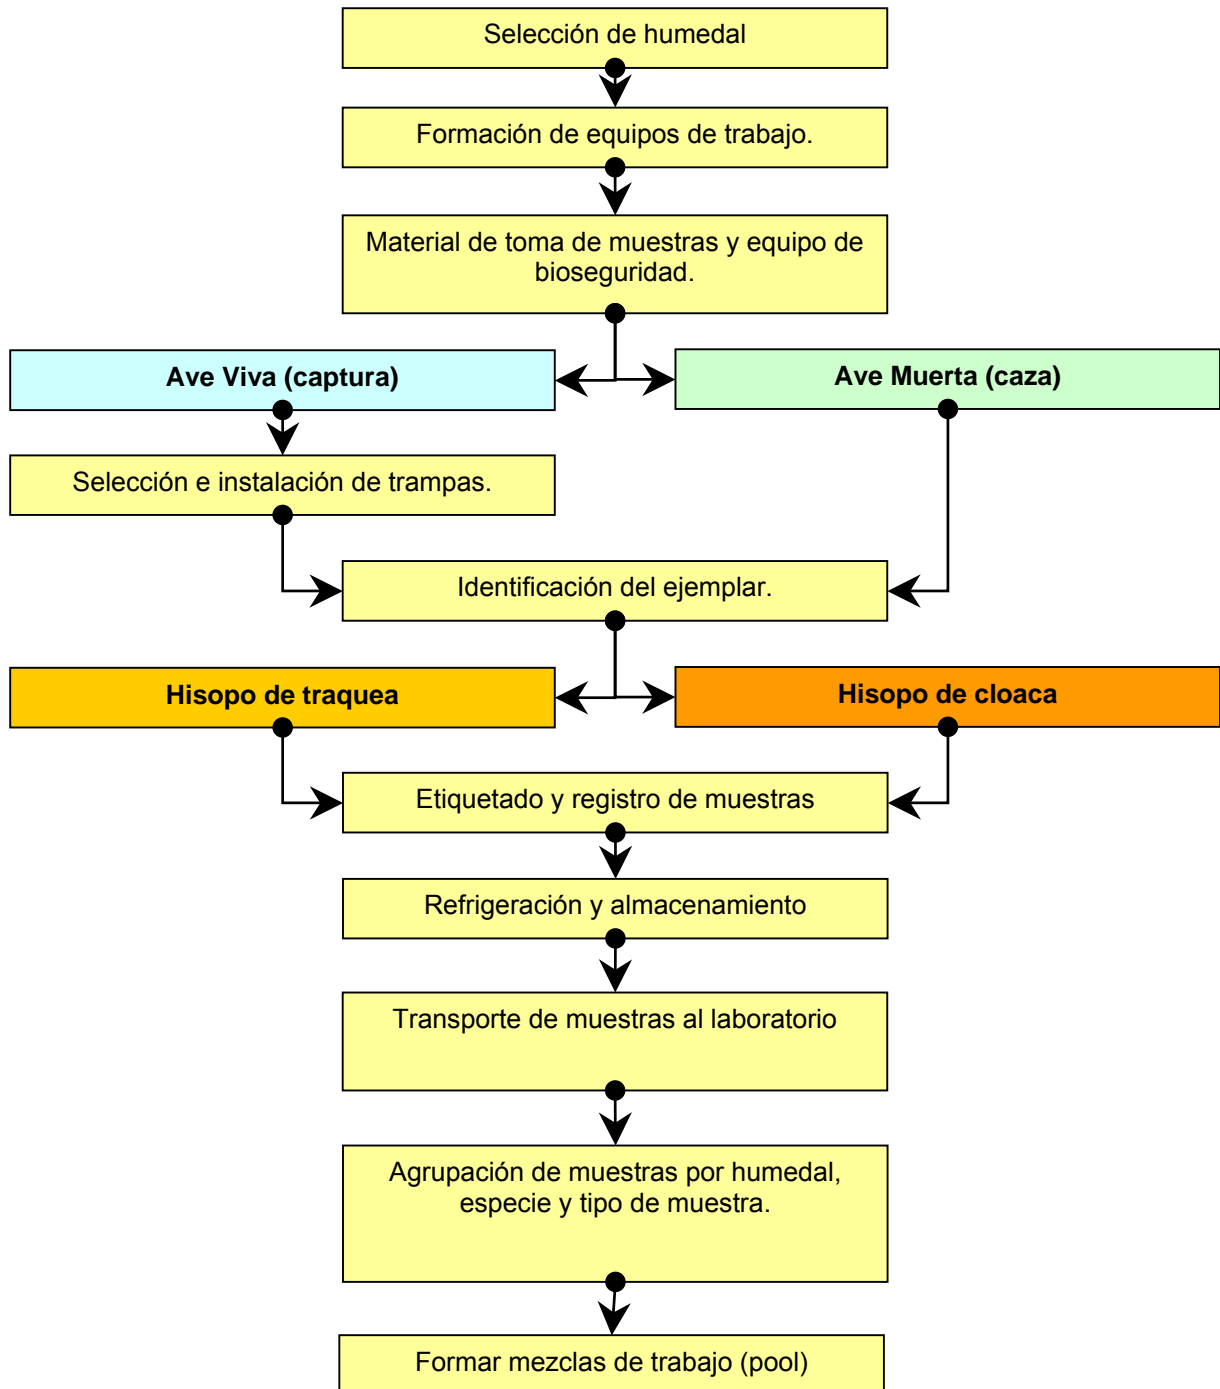 Selección de humedal
Formación de equipos de trabajo.
Material de toma de muestras y equipo de
bioseguridad.
Ave Viva (captura)
Ave Muerta (caza)
Selección e instalación de trampas.
Identificación del ejemplar.
Hisopo de traquea
Hisopo de cloaca
Etiquetado y registro de muestras
Refrigeración y almacenamiento
Transporte de muestras al laboratorio
Agrupación de muestras por humedal,
especie y tipo de muestra.
Formar mezclas de trabajo (pool)